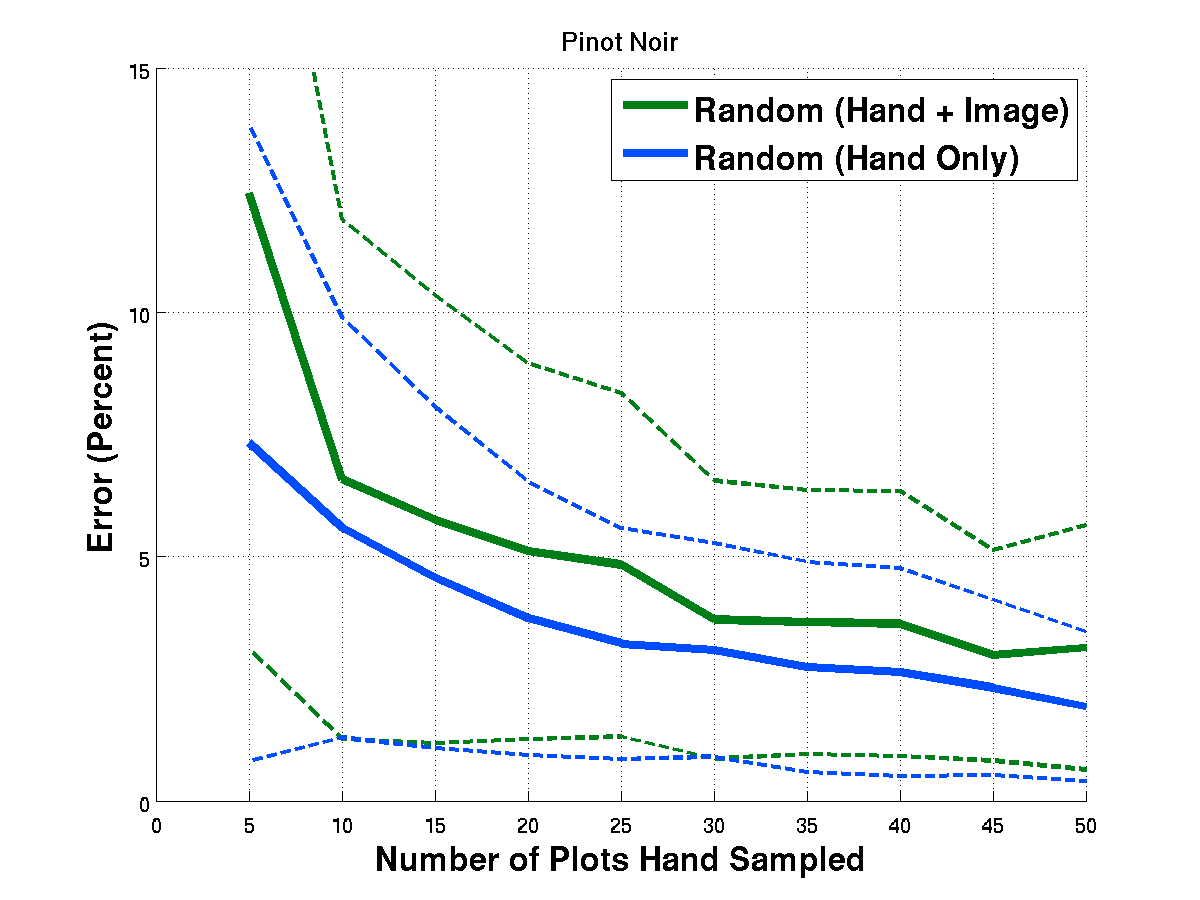 Pinot Noir
Random (Hand + Image)
Random (Hand Only)
Error (Percent)
15
10
5
0
0 5 10 15 20 25 30 35 40 45 50
Number of Plots Hand Sampled